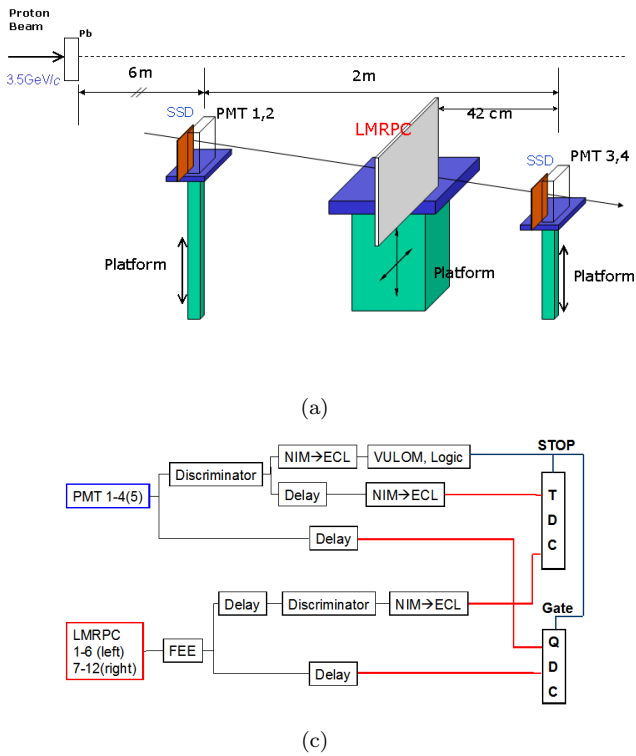 Proton
Beam
Pb
3.5GeV/c
6m
2m
SSD
PMT 1,2
LMRPC
42 cm
SSD
PMT 3,4
Platform
Platform
Platform
(a)
STOP
NIM→ECL
VULOM, Logic
Discriminator
PMT 1-4(5)
Delay
NIM→ECL
T
D
C
Delay
Gate
Delay
Discriminator
NIM→ECL
LMRPC
1-6 (left)
7-12(right)
FEE
Q
D
C
Delay
(c)